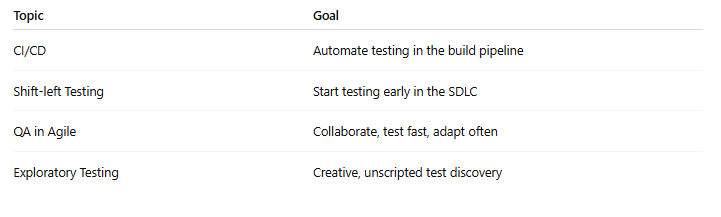 Topic Goal
CI/CD Automate testing in the build pipeline
Shift-left Testing Start testing early in the SDLC
QA in Agile Collaborate, test fast, adapt often
Exploratory Testing Creative, unscripted test discovery